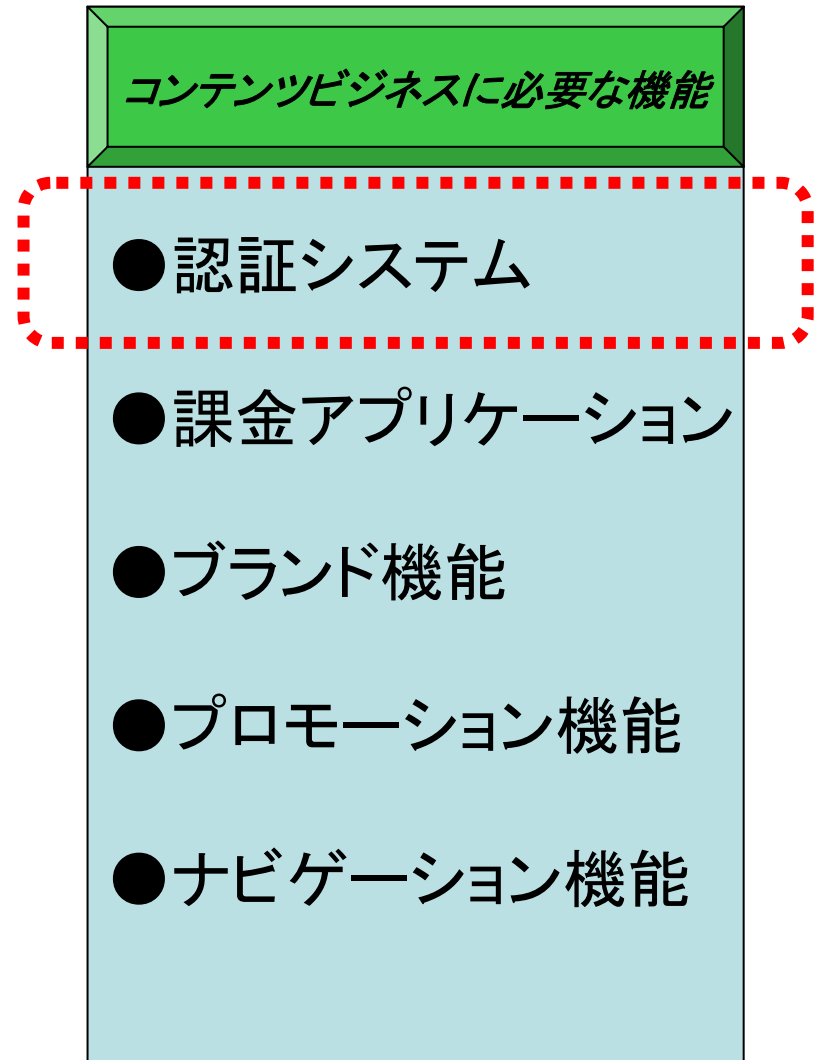 コンテンツビジネスに必要な機能
●認証システム
●課金アプリケーション
●ブランド機能
●プロモーション機能
●ナビゲーション機能